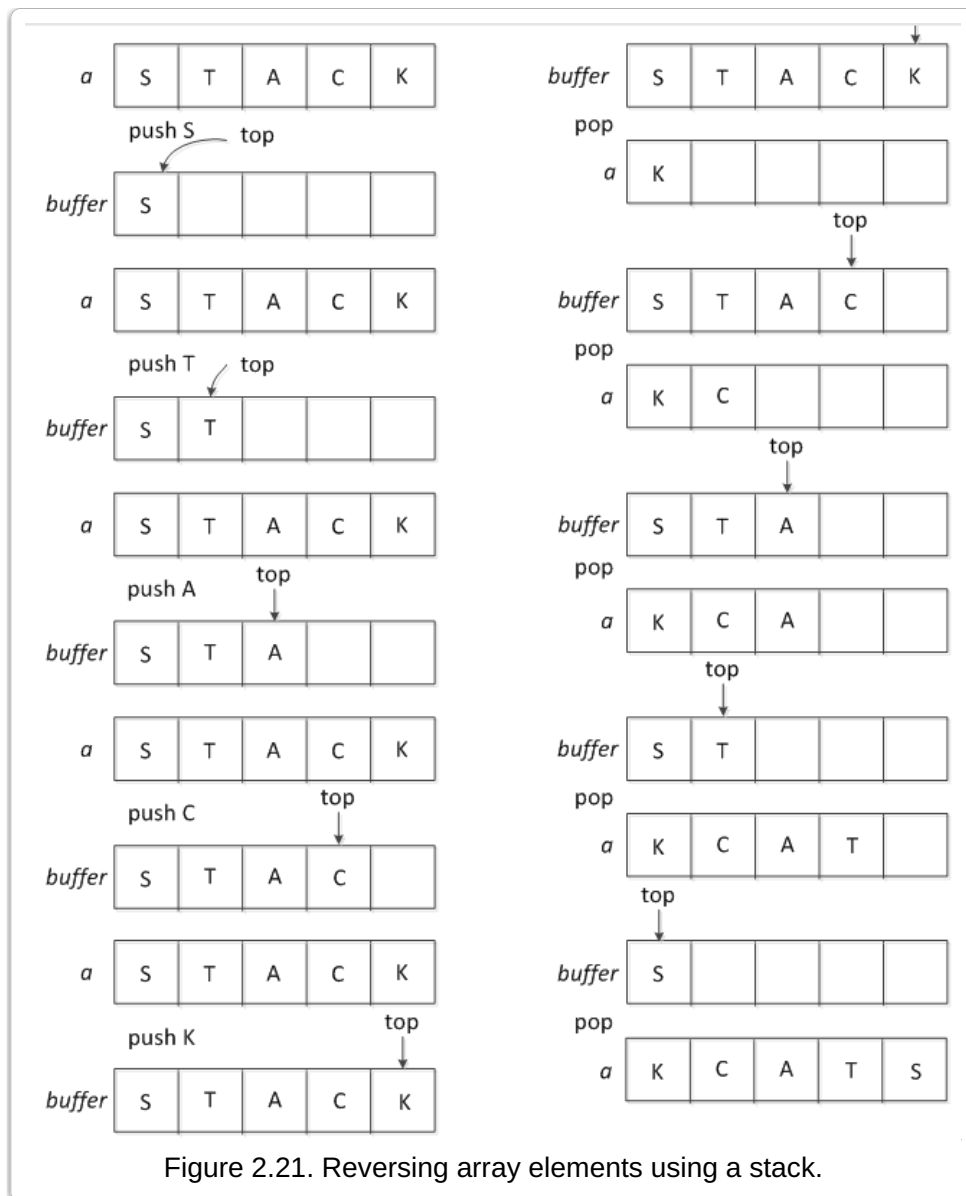 a S T A C K
push S top
buffer S
a S T A C K
push T top
buffer S T
a S T A C K
top
push A
buffer S T A
a S T A C K
top
push C
buffer S T A C
a S T A C K
top
push K
buffer S T A C K
buffer S T A C K
pop
a K
top
buffer S T A C
pop
a K C
top
buffer S T A
pop
a K C A
top
buffer S T
pop
a K C A T
top
buffer S
pop
a K C A T S
Figure 2.21. Reversing array elements using a stack.